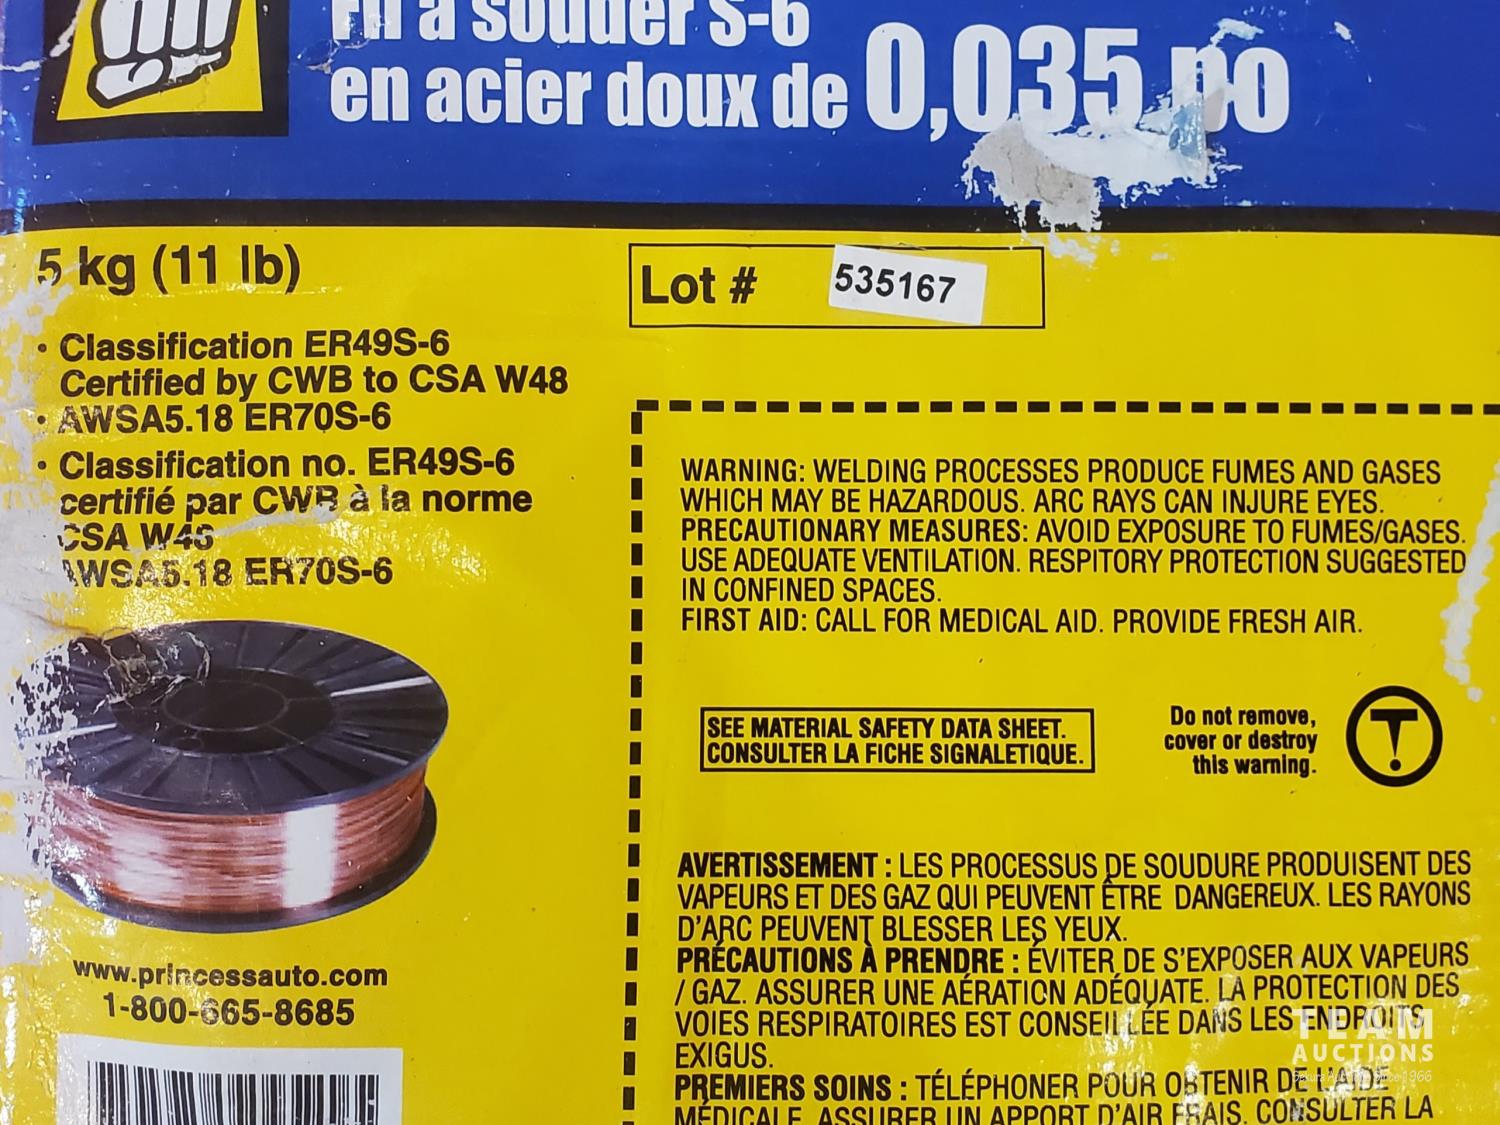 Fil à souder S-6
en acier doux de 0,035 po
5 kg (11 lb)
Lot # 535167
• Classification ER49S-6
Certified by CWB to CSA W48
• AWSA5.18 ER70S-6
• Classification no. ER49S-6
certifié par CWB à la norme
CSA W48
AWSA5.18 ER70S-6
www.princessauto.com
1-800-665-8685
WARNING: WELDING PROCESSES PRODUCE FUMES AND GASES
WHICH MAY BE HAZARDOUS. ARC RAYS CAN INJURE EYES.
PRECAUTIONARY MEASURES: AVOID EXPOSURE TO FUMES/GASES.
USE ADEQUATE VENTILATION. RESPITORY PROTECTION SUGGESTED
IN CONFINED SPACES.
FIRST AID: CALL FOR MEDICAL AID. PROVIDE FRESH AIR.
SEE MATERIAL SAFETY DATA SHEET.
CONSULTER LA FICHE SIGNALETIQUE.
Do not remove,
cover or destroy
this warning.
AVERTISSEMENT : LES PROCESSUS DE SOUDURE PRODUISENT DES
VAPEURS ET DES GAZ QUI PEUVENT ÊTRE DANGEREUX. LES RAYONS
D'ARC PEUVENT BLESSER LES YEUX.
PRÉCAUTIONS À PRENDRE : ÉVITER DE S'EXPOSER AUX VAPEURS
/ GAZ. ASSURER UNE AÉRATION ADÉQUATE. LA PROTECTION DES
VOIES RESPIRATOIRES EST CONSEILLÉE DANS LES ENDROITS
EXIGUS.
PREMIERS SOINS : TÉLÉPHONER POUR OBTENIR DE L'AIDE
MÉDICALE. ASSURER UN APPORT D'AIR FRAIS. CONSULTER LA
TEAM
AUCTIONS